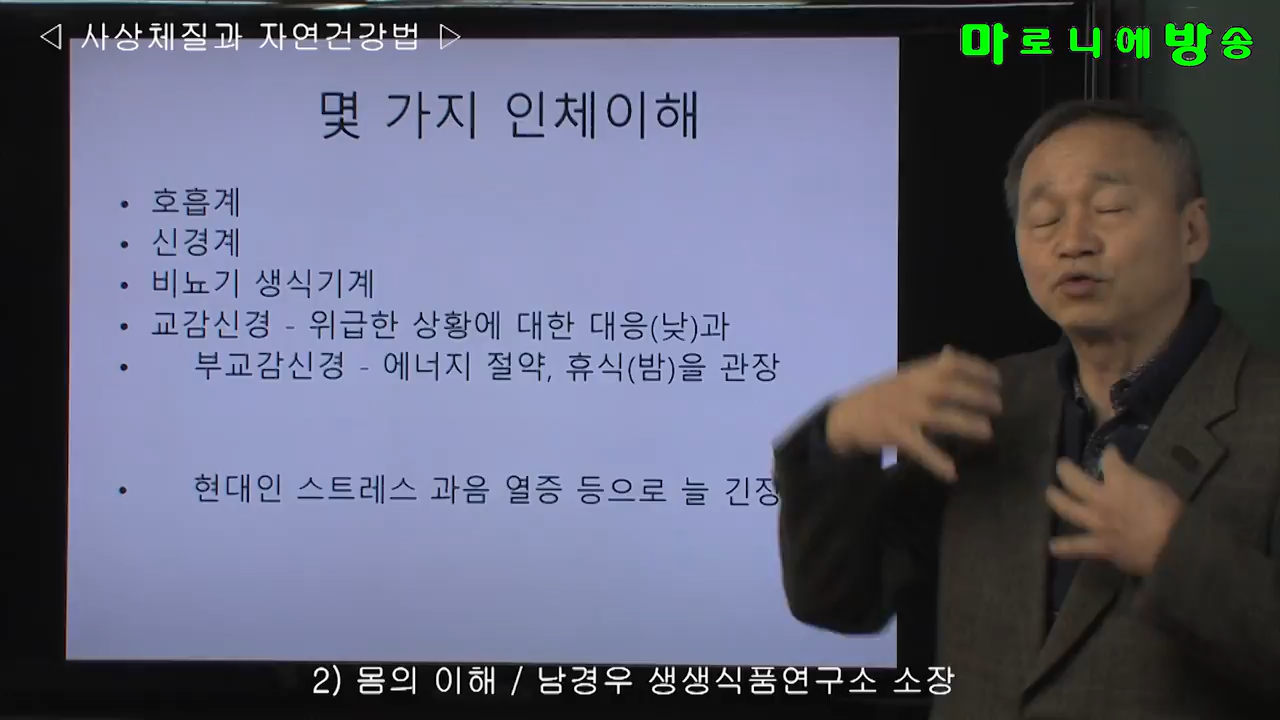 ◁ 사상체질과 자연건강법 ▷
마로니에방송
몇 가지 인체이해
• 호흡계
• 신경계
• 비뇨기 생식기계
• 교감신경 - 위급한 상황에 대한 대응(낮)과
• 부교감신경 - 에너지 절약, 휴식(밤)을 관장
• 현대인 스트레스 과음 열증 등으로 늘 긴장
2) 몸의 이해 / 남경우 생생식품연구소 소장